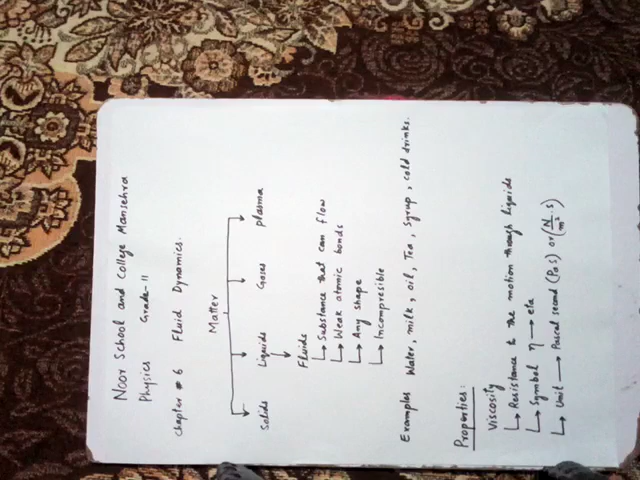 Noor School and College Mansehra
Physics Grade-11
Chapter # 6 Fluid Dynamics.
Matter
Solids Liquids Gases Plasma
Fluids
↳ Substance that can flow
↳ Weak atomic bonds
↳ Any shape
↳ Incompresible
Examples Water, milk, oil, Tea, Syrup, cold drinks.
Properties:
Viscosity
↳ Resistance to the motion through liquids
↳ Symbol η → eta
↳ Unit → Pascal second (Pa s) or (N/m² . s)